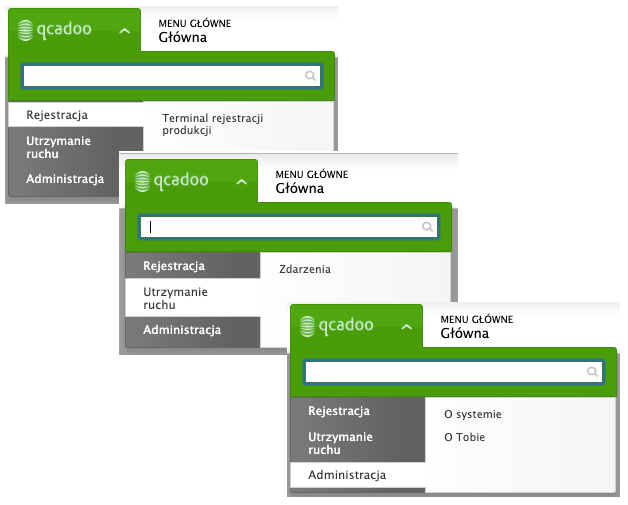 qcadoo
MENU GŁÓWNE
Główna
Rejestracja
Utrzymanie
ruchu
Administracja
Terminal rejestracji
produkcji
qcadoo
MENU GŁÓWNE
Główna
Rejestracja
Utrzymanie
ruchu
Administracja
Zdarzenia
qcadoo
MENU GŁÓWNE
Główna
Rejestracja
Utrzymanie
ruchu
Administracja
O systemie
O Tobie